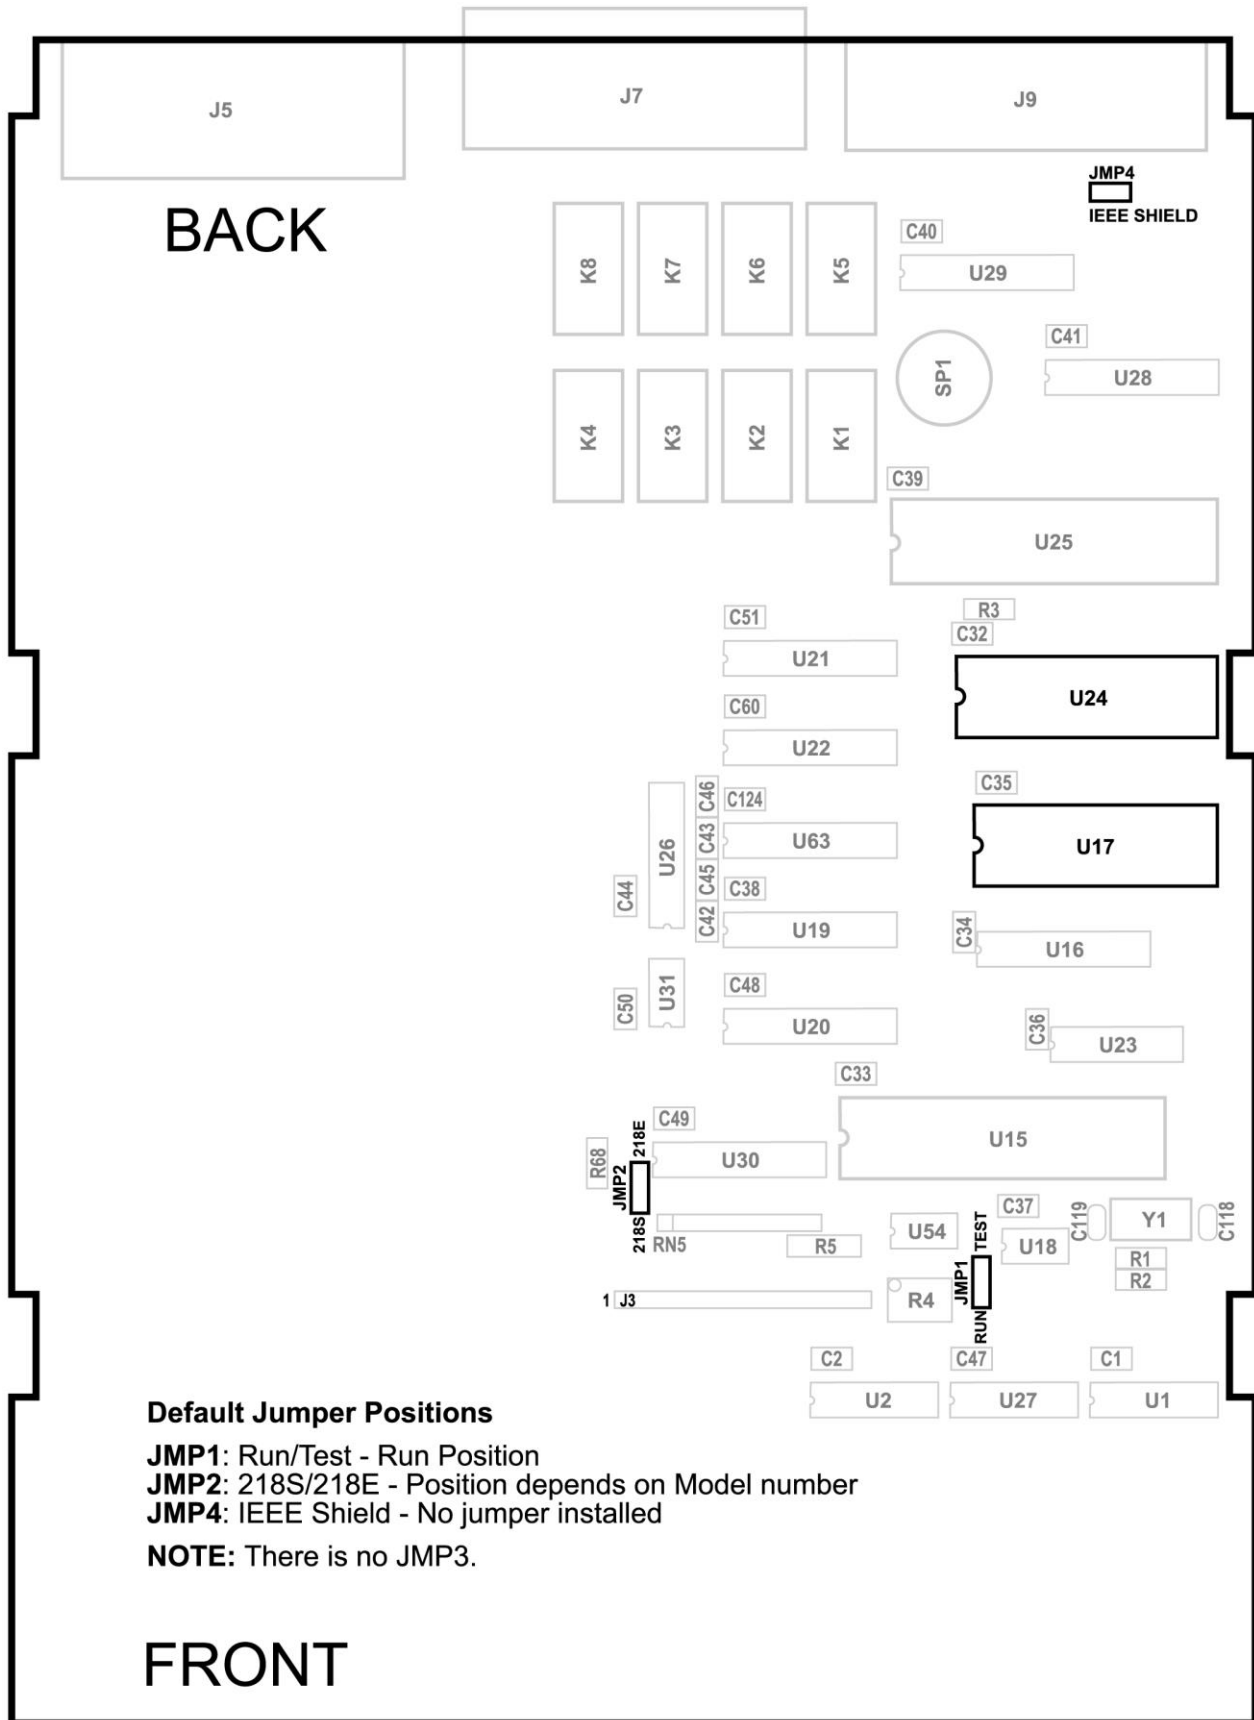 J5
J7
J9
JMP4
IEEE SHIELD
BACK
C40
U29
K8
K7
K6
K5
C41
U28
SP1
K4
K3
K2
K1
C39
U25
C51
R3
C32
U21
U24
C60
U22
C35
C46
C124
U26
C43
U63
U17
C44
C45
C38
C42
U19
C34
U16
C50
U31
C48
U20
C36
U23
C33
U15
C49
218E
R68
JMP2
U30
218S
RN5
R5
U54
TEST
C37
U18
C119
Y1
C118
R1
R2
1 J3
R4
JMP1
RUN
C2
C47
C1
U2
U27
U1
Default Jumper Positions
JMP1: Run/Test - Run Position
JMP2: 218S/218E - Position depends on Model number
JMP4: IEEE Shield - No jumper installed
NOTE: There is no JMP3.
FRONT